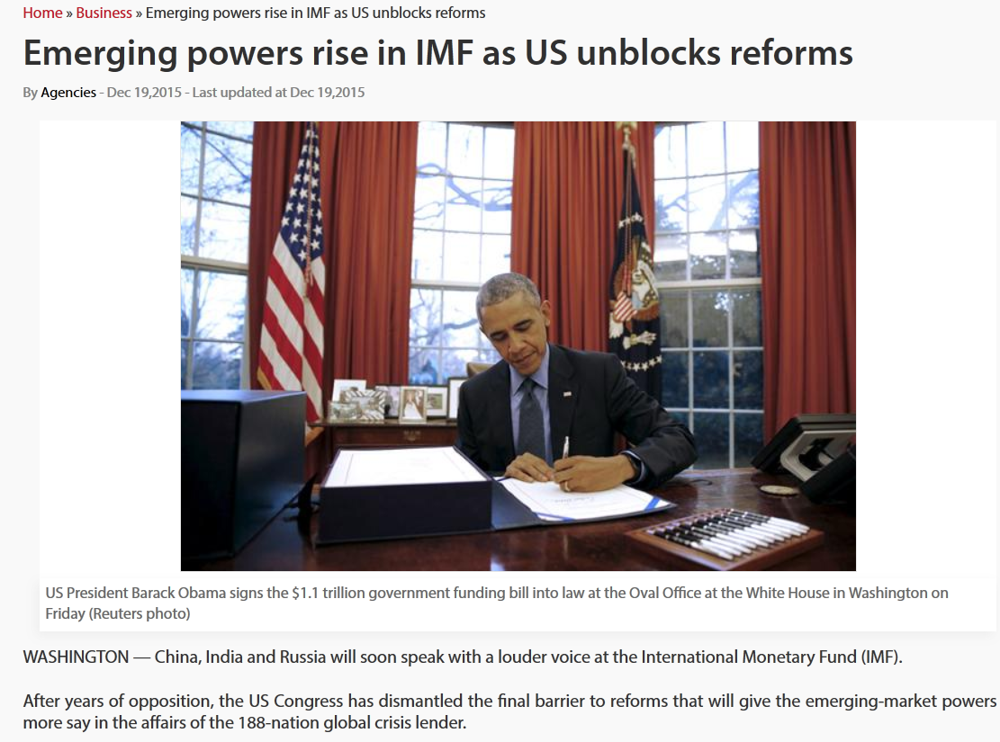 Home » Business » Emerging powers rise in IMF as US unblocks reforms
Emerging powers rise in IMF as US unblocks reforms
By Agencies - Dec 19,2015 - Last updated at Dec 19,2015
US President Barack Obama signs the $1.1 trillion government funding bill into law at the Oval Office at the White House in Washington on
Friday (Reuters photo)
WASHINGTON — China, India and Russia will soon speak with a louder voice at the International Monetary Fund (IMF).
After years of opposition, the US Congress has dismantled the final barrier to reforms that will give the emerging-market powers
more say in the affairs of the 188-nation global crisis lender.